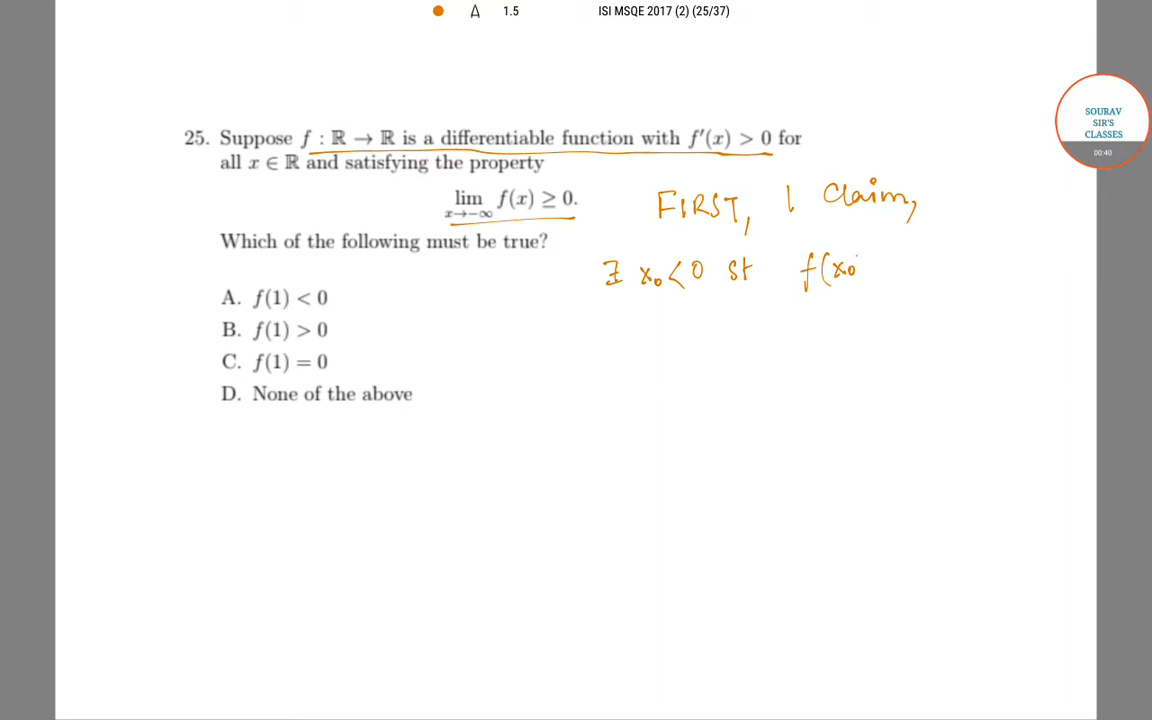 1.5 ISI MSQE 2017 (2) (25/37)
SOURAV
SIR'S
CLASSES
00:40
25. Suppose f : ℝ → ℝ is a differentiable function with f′(x) > 0 for
all x ∈ ℝ and satisfying the property
lim f(x) ≥ 0.
x→−∞
FIRST, I claim,
Which of the following must be true?
∃ x₀<0 st f(x₀
A. f(1) < 0
B. f(1) > 0
C. f(1) = 0
D. None of the above